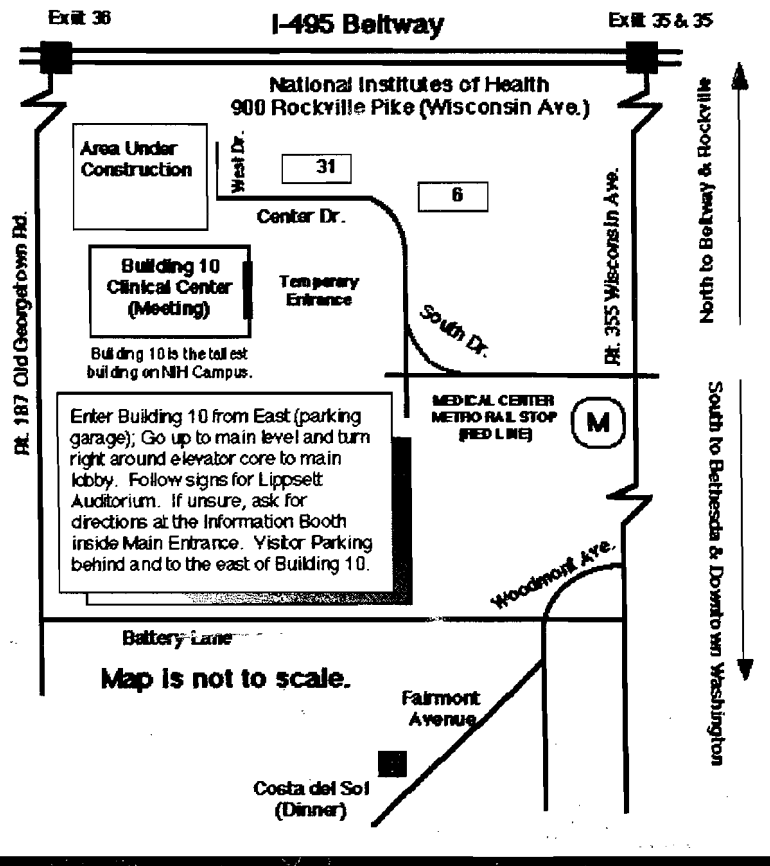 Exit 36
I-495 Beltway
Exit 35 & 35
National Institutes of Health
900 Rockville Pike (Wisconsin Ave.)
Area Under
Construction
West Dr.
31
6
Center Dr.
Building 10
Clinical Center
(Meeting)
Temporary
Entrance
South Dr.
Building 10 is the tallest
building on NIH Campus.
Rt. 187 Old Georgetown Rd.
Rt. 355 Wisconsin Ave.
North to Beltway & Rockville
South to Bethesda & Downtown Washington
MEDICAL CENTER
METRO RAIL STOP
(RED LINE)
M
Enter Building 10 from East (parking
garage); Go up to main level and turn
right around elevator core to main
lobby. Follow signs for Lippsett
Auditorium. If unsure, ask for
directions at the Information Booth
inside Main Entrance. Visitor Parking
behind and to the east of Building 10.
Woodmont Ave.
Battery Lane
Map is not to scale.
Fairmont
Avenue
Costa del Sol
(Dinner)